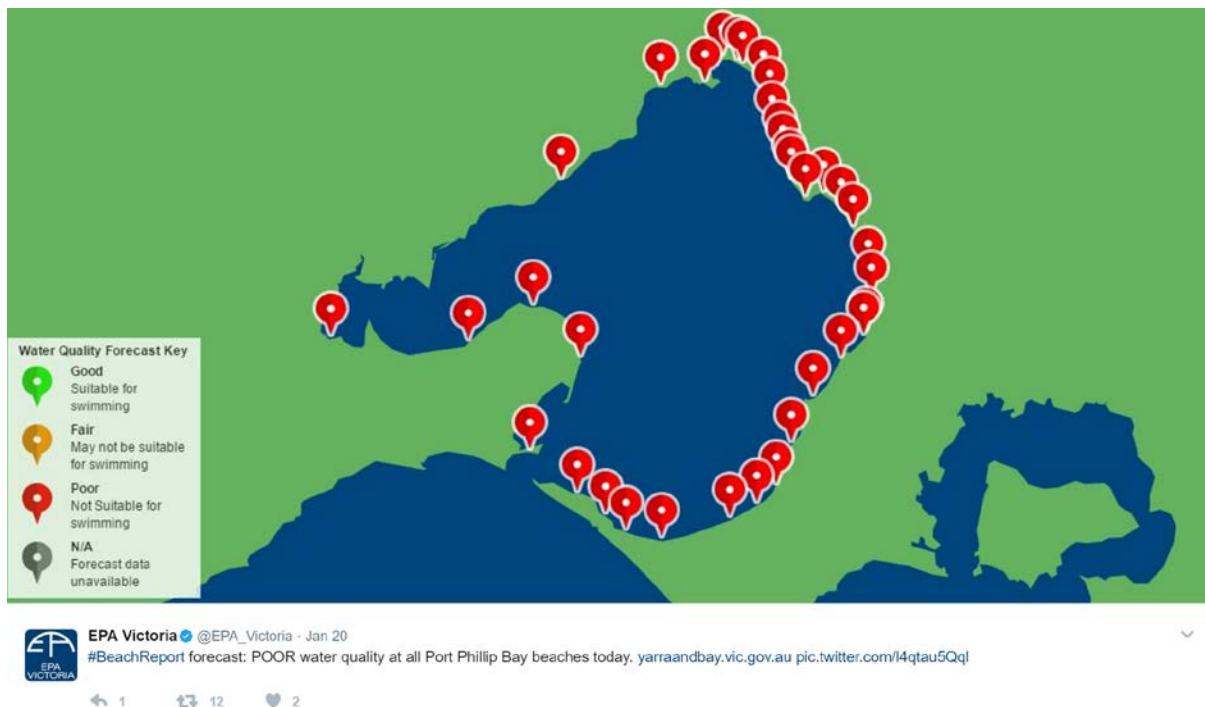 Water Quality Forecast Key
Good
Suitable for
swimming
Fair
May not be suitable
for swimming
Poor
Not Suitable for
swimming
N/A
Forecast data
unavailable
EPA
VICTORIA
EPA Victoria @EPA_Victoria · Jan 20
#BeachReport forecast: POOR water quality at all Port Phillip Bay beaches today. yarraandbay.vic.gov.au pic.twitter.com/l4qtau5Qql
1 12 2